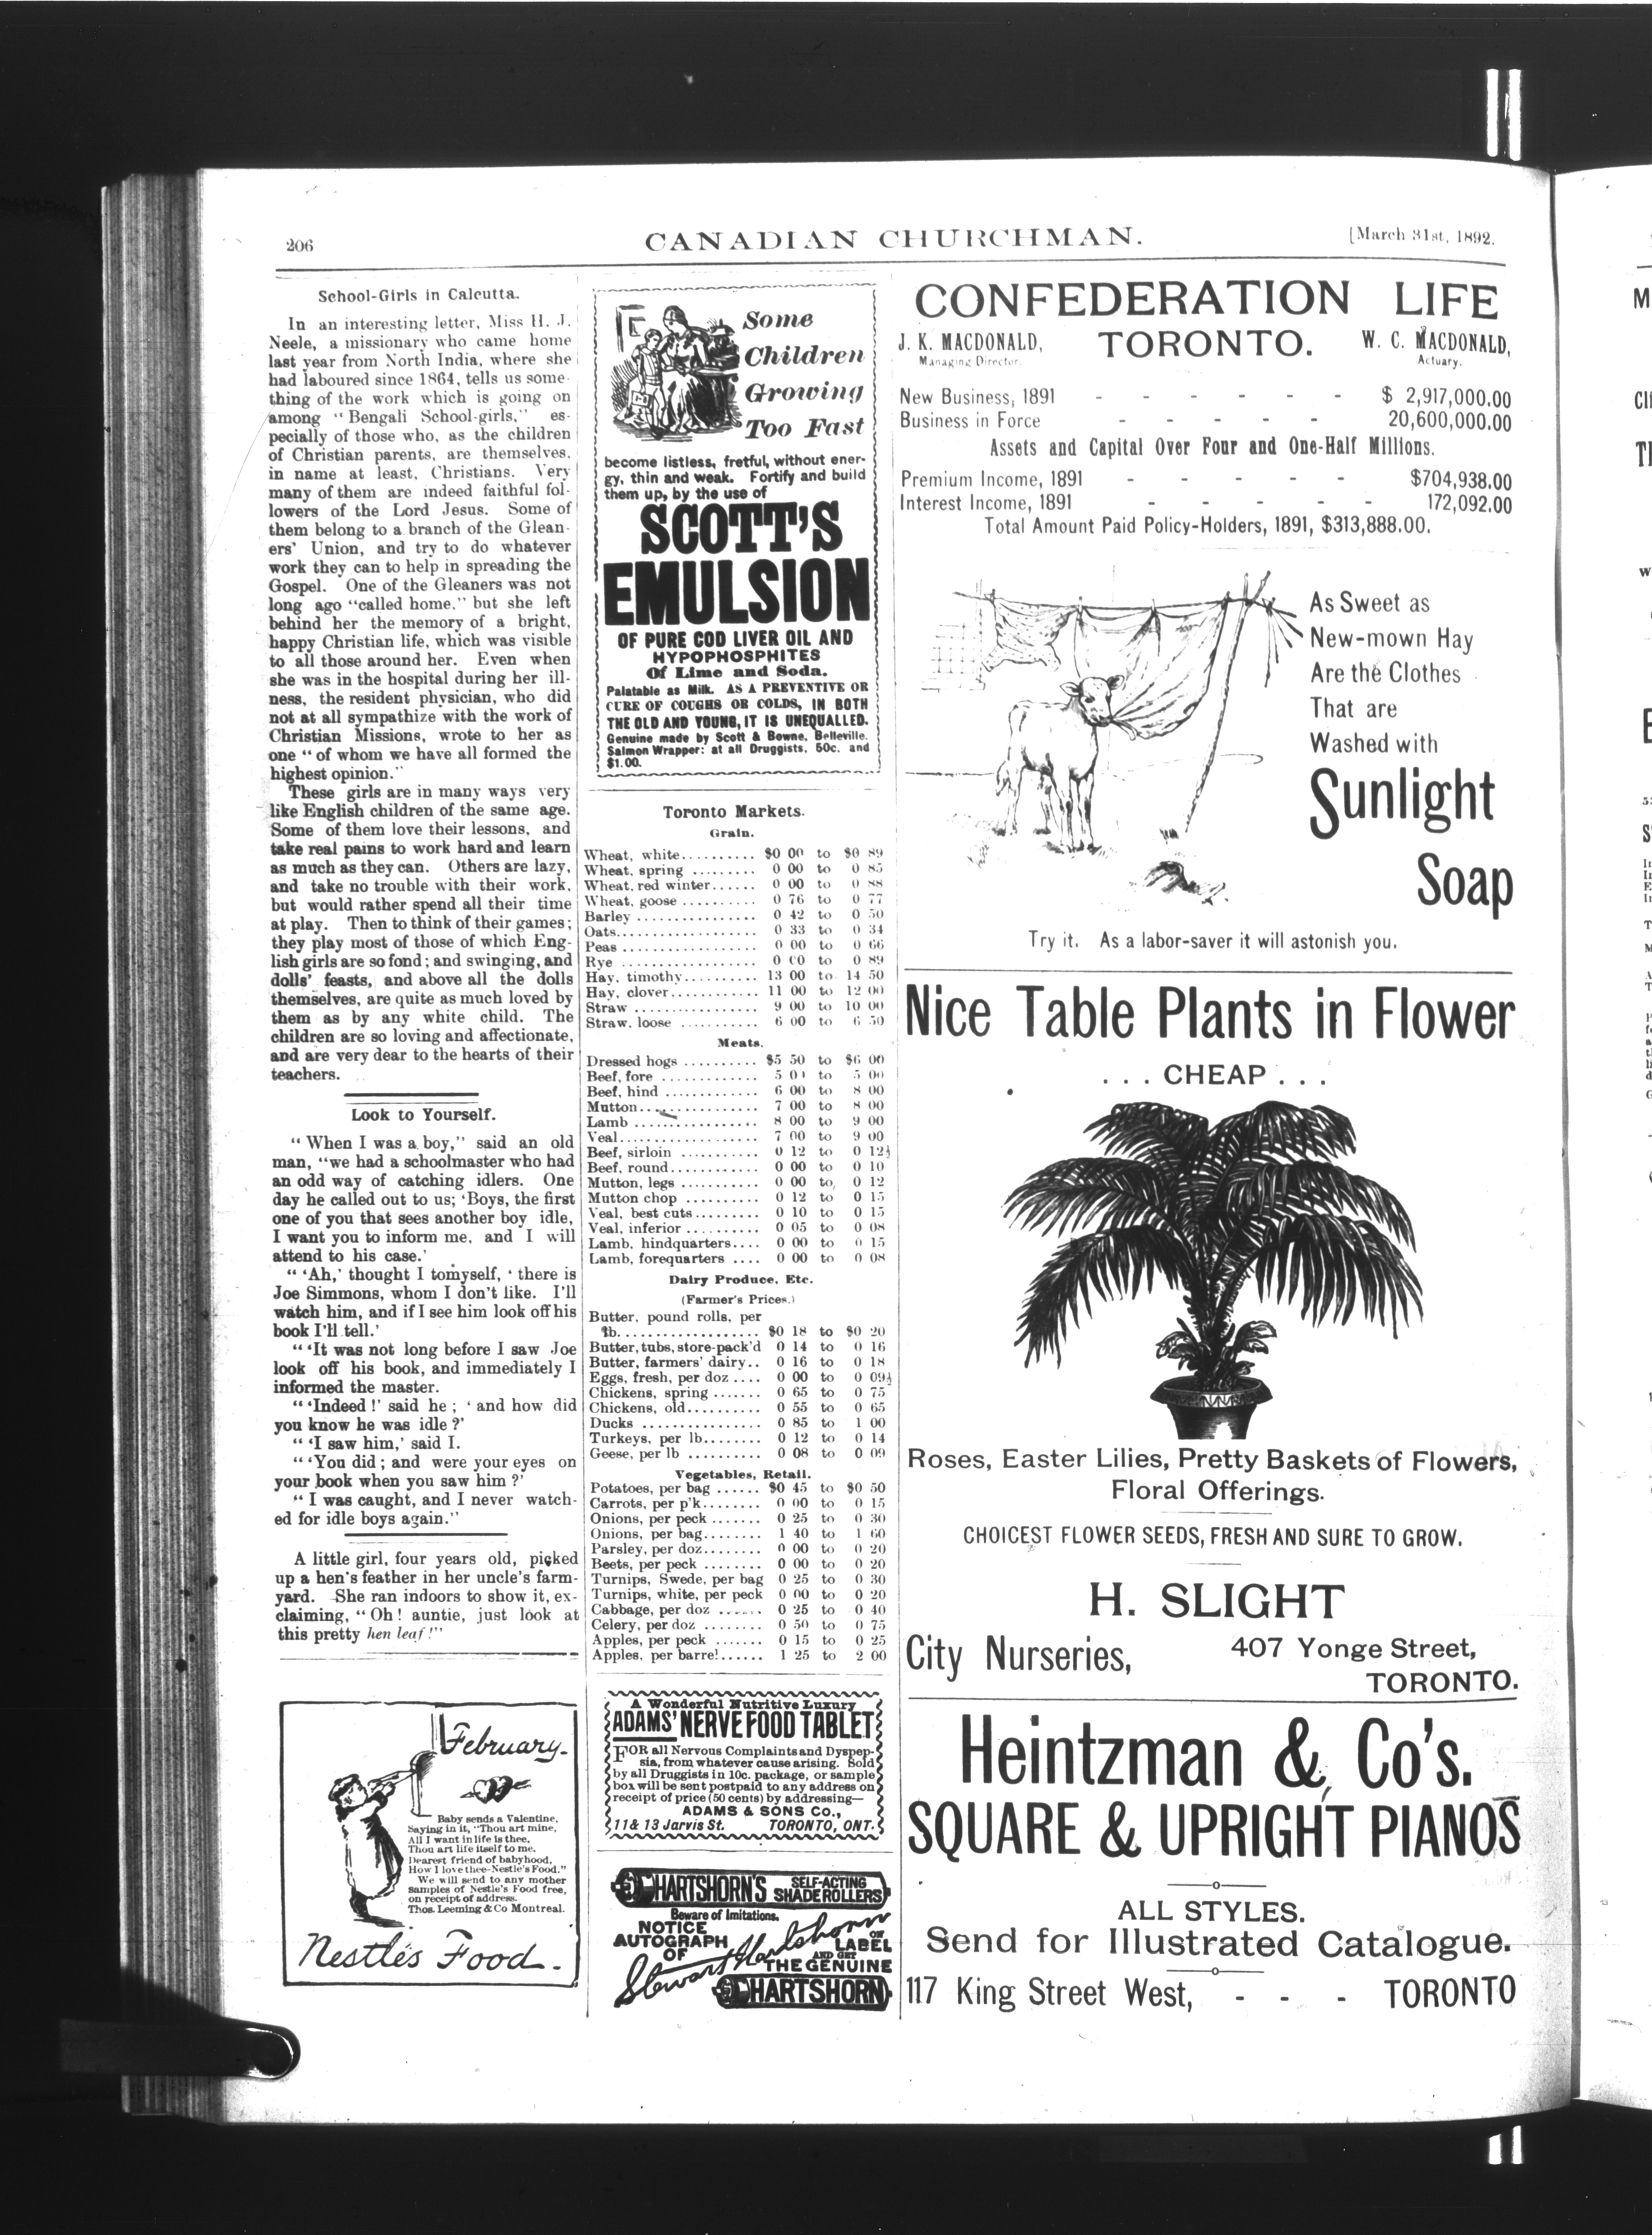 206
CANADIAN CHURCHMAN.
[March 31st, 1892.
School-Girls in Calcutta.
In an interesting letter, Miss H. J.
Neele, a missionary who came home
last year from North India, where she
had laboured since 1864, tells us some-
thing of the work which is going on
among "Bengali School-girls," es-
pecially of those who, as the children
of Christian parents, are themselves,
in name at least, Christians. Very
many of them are indeed faithful fol-
lowers of the Lord Jesus. Some of
them belong to a branch of the Glean-
ers' Union, and try to do whatever
work they can to help in spreading the
Gospel. One of the Gleaners was not
long ago "called home," but she left
behind her the memory of a bright,
happy Christian life, which was visible
to all those around her. Even when
she was in the hospital during her ill-
ness, the resident physician, who did
not at all sympathize with the work of
Christian Missions, wrote to her as
one "of whom we have all formed the
highest opinion."
These girls are in many ways very
like English children of the same age.
Some of them love their lessons, and
take real pains to work hard and learn
as much as they can. Others are lazy,
and take no trouble with their work,
but would rather spend all their time
at play. Then to think of their games;
they play most of those of which Eng-
lish girls are so fond; and swinging, and
dolls' feasts, and above all the dolls
themselves, are quite as much loved by
them as by any white child. The
children are so loving and affectionate,
and are very dear to the hearts of their
teachers.
Look to Yourself.
"When I was a boy," said an old
man, "we had a schoolmaster who had
an odd way of catching idlers. One
day he called out to us; 'Boys, the first
one of you that sees another boy idle,
I want you to inform me, and I will
attend to his case.'
"'Ah,' thought I to myself, 'there is
Joe Simmons, whom I don't like. I'll
watch him, and if I see him look off his
book I'll tell.'
"'It was not long before I saw Joe
look off his book, and immediately I
informed the master.
"'Indeed!' said he; 'and how did
you know he was idle?'
"'I saw him,' said I.
"'You did; and were your eyes on
your book when you saw him?'
"I was caught, and I never watch-
ed for idle boys again."
A little girl, four years old, picked
up a hen's feather in her uncle's farm-
yard. She ran indoors to show it, ex-
claiming, "Oh! auntie, just look at
this pretty hen leaf!"
February.
Baby sends a Valentine,
Saying in it, "Thou art mine,
All I want in life is thee,
Thou art life itself to me.
Dearest friend of babyhood,
How I love thee-Nestle's Food."
We will send to any mother
samples of Nestle's Food free,
on receipt of address.
Thos. Leeming & Co Montreal.
Nestlés Food.
Some
Children
Growing
Too Fast
become listless, fretful, without ener-
gy, thin and weak. Fortify and build
them up, by the use of
SCOTT'S
EMULSION
OF PURE COD LIVER OIL AND
HYPOPHOSPHITES
Of Lime and Soda.
Palatable as Milk. AS A PREVENTIVE OR
CURE OF COUGHS OR COLDS, IN BOTH
THE OLD AND YOUNG, IT IS UNEQUALLED.
Genuine made by Scott & Bowne, Belleville.
Salmon Wrapper: at all Druggists, 50c. and
$1.00.
Toronto Markets.
Grain.
Wheat, white.......... $0 00 to $0 89
Wheat, spring ......... 0 00 to 0 85
Wheat, red winter...... 0 00 to 0 88
Wheat, goose .......... 0 76 to 0 77
Barley ................ 0 42 to 0 50
Oats................... 0 33 to 0 34
Peas .................. 0 00 to 0 66
Rye ................... 0 00 to 0 89
Hay, timothy.......... 13 00 to 14 50
Hay, clover............ 11 00 to 12 00
Straw ................. 9 00 to 10 00
Straw, loose .......... 6 00 to 6 50
Meats.
Dressed hogs .......... $5 50 to $6 00
Beef, fore ............. 5 00 to 5 00
Beef, hind ............ 6 00 to 8 00
Mutton................ 7 00 to 8 00
Lamb ................. 8 00 to 9 00
Veal................... 7 00 to 9 00
Beef, sirloin .......... 0 12 to 0 12½
Beef, round............ 0 00 to 0 10
Mutton, legs .......... 0 00 to 0 12
Mutton chop .......... 0 12 to 0 15
Veal, best cuts......... 0 10 to 0 15
Veal, inferior .......... 0 05 to 0 08
Lamb, hindquarters.... 0 00 to 0 15
Lamb, forequarters .... 0 00 to 0 08
Dairy Produce, Etc.
(Farmer's Prices.)
Butter, pound rolls, per
lb................... $0 18 to $0 20
Butter, tubs, store-pack'd 0 14 to 0 16
Butter, farmers' dairy.. 0 16 to 0 18
Eggs, fresh, per doz .... 0 00 to 0 09½
Chickens, spring ....... 0 65 to 0 75
Chickens, old.......... 0 55 to 0 65
Ducks ................ 0 85 to 1 00
Turkeys, per lb........ 0 12 to 0 14
Geese, per lb .......... 0 08 to 0 09
Vegetables, Retail.
Potatoes, per bag ...... $0 45 to $0 50
Carrots, per p'k........ 0 00 to 0 15
Onions, per peck ....... 0 25 to 0 30
Onions, per bag........ 1 40 to 1 60
Parsley, per doz........ 0 00 to 0 20
Beets, per peck ........ 0 00 to 0 20
Turnips, Swede, per bag 0 25 to 0 30
Turnips, white, per peck 0 00 to 0 20
Cabbage, per doz ...... 0 25 to 0 40
Celery, per doz ........ 0 50 to 0 75
Apples, per peck ....... 0 15 to 0 25
Apples, per barrel...... 1 25 to 2 00
A Wonderful Nutritive Luxury
ADAMS' NERVE FOOD TABLET
FOR all Nervous Complaints and Dyspep-
sia, from whatever cause arising. Sold
by all Druggists in 10c. package, or sample
box will be sent postpaid to any address on
receipt of price (50 cents) by addressing—
ADAMS & SONS CO.,
11 & 13 Jarvis St. TORONTO, ONT.
HARTSHORN'S SELF-ACTING
SHADE ROLLERS
Beware of Imitations.
NOTICE
AUTOGRAPH
OF
Stewart Hartshorn
ON
LABEL
AND GET
THE GENUINE
HARTSHORN
CONFEDERATION LIFE
TORONTO.
J. K. MACDONALD,
Managing Director.
W. C. MACDONALD,
Actuary.
New Business, 1891 - - - - - - - $ 2,917,000.00
Business in Force - - - - - - 20,600,000.00
Assets and Capital Over Four and One-Half Millions.
Premium Income, 1891 - - - - - $704,938.00
Interest Income, 1891 - - - - - 172,092.00
Total Amount Paid Policy-Holders, 1891, $313,888.00.
As Sweet as
New-mown Hay
Are the Clothes
That are
Washed with
Sunlight
Soap
Try it. As a labor-saver it will astonish you.
Nice Table Plants in Flower
... CHEAP ...
Roses, Easter Lilies, Pretty Baskets of Flowers,
Floral Offerings.
CHOICEST FLOWER SEEDS, FRESH AND SURE TO GROW.
H. SLIGHT
City Nurseries,
407 Yonge Street,
TORONTO.
Heintzman & Co's.
SQUARE & UPRIGHT PIANOS
ALL STYLES.
Send for Illustrated Catalogue.
117 King Street West, - - - TORONTO